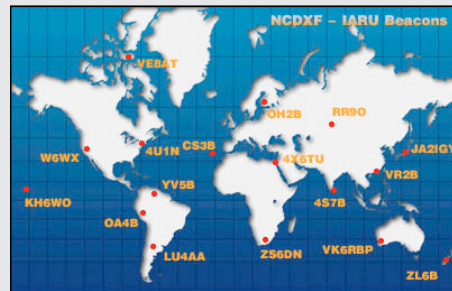 NCDXF – IARU Beacons
VE8AT
OH2B
RR9O
W6WX
4U1N
CS3B
4X6TU
JA2IGY
VR2B
KH6WO
YV5B
4S7B
OA4B
LU4AA
ZS6DN
VK6RBP
ZL6B